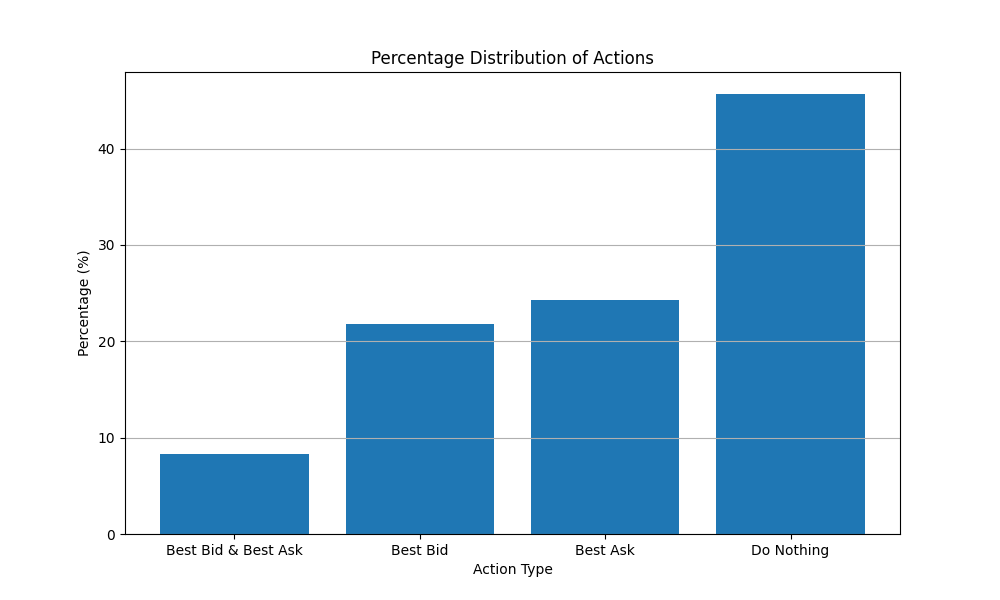 Percentage Distribution of Actions
Percentage (%)
40
30
20
10
0
Best Bid & Best Ask
Best Bid
Best Ask
Do Nothing
Action Type